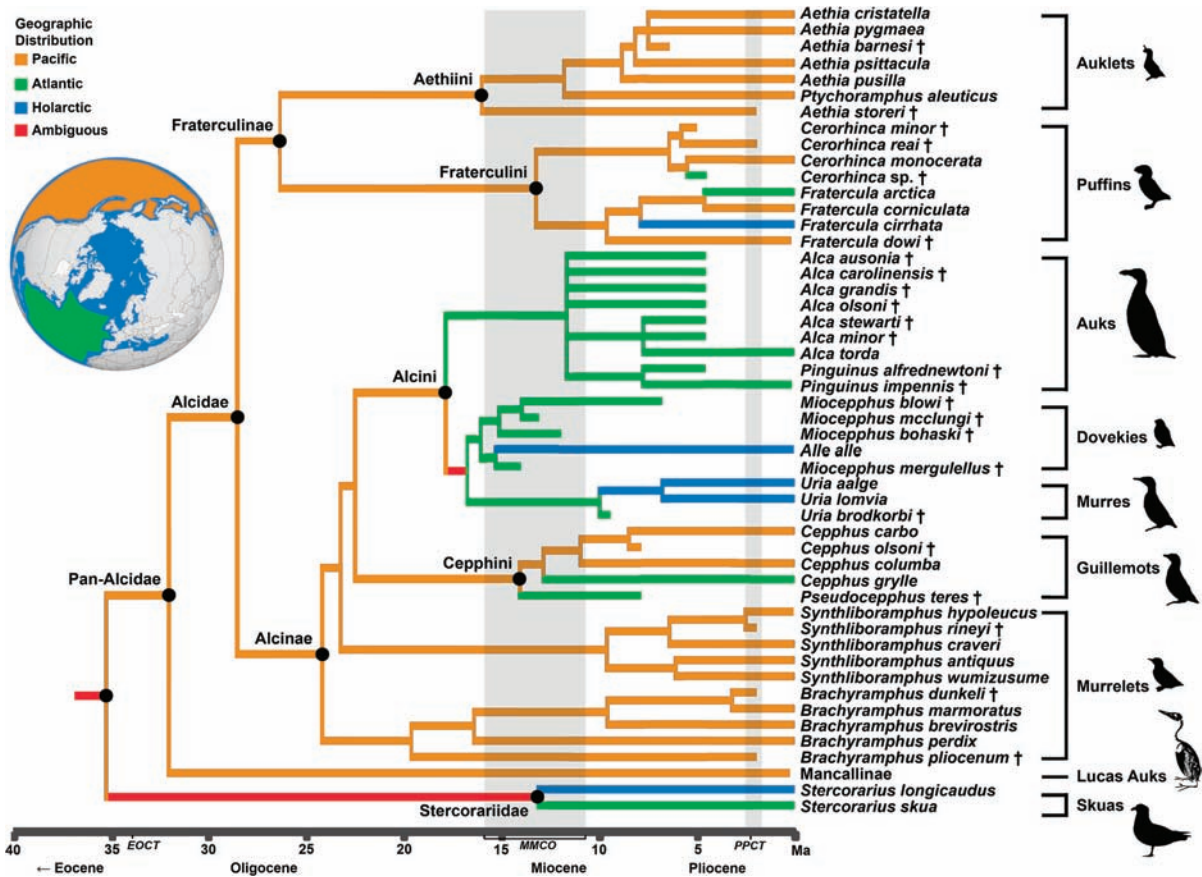 Geographic
Distribution
Pacific
Atlantic
Holarctic
Ambiguous
Aethiini
Fraterculinae
Fraterculini
Alcini
Alcidae
Cepphini
Pan-Alcidae
Alcinae
Stercorariidae
Aethia cristatella
Aethia pygmaea
Aethia barnesi †
Aethia psittacula
Aethia pusilla
Ptychoramphus aleuticus
Aethia storeri †
Cerorhinca minor †
Cerorhinca reai †
Cerorhinca monocerata
Cerorhinca sp. †
Fratercula arctica
Fratercula corniculata
Fratercula cirrhata
Fratercula dowi †
Alca ausonia †
Alca carolinensis †
Alca grandis †
Alca olsoni †
Alca stewarti †
Alca minor †
Alca torda
Pinguinus alfrednewtoni †
Pinguinus impennis †
Miocepphus blowi †
Miocepphus mcclungi †
Miocepphus bohaski †
Alle alle
Miocepphus mergulellus †
Uria aalge
Uria lomvia
Uria brodkorbi †
Cepphus carbo
Cepphus olsoni †
Cepphus columba
Cepphus grylle
Pseudocepphus teres †
Synthliboramphus hypoleucus
Synthliboramphus rineyi †
Synthliboramphus craveri
Synthliboramphus antiquus
Synthliboramphus wumizusume
Brachyramphus dunkeli †
Brachyramphus marmoratus
Brachyramphus brevirostris
Brachyramphus perdix
Brachyramphus pliocenum †
Mancallinae
Stercorarius longicaudus
Stercorarius skua
Auklets
Puffins
Auks
Dovekies
Murres
Guillemots
Murrelets
Lucas Auks
Skuas
40 35 EOCT 30 25 20 15 MMCO 10 5 PPCT Ma
← Eocene Oligocene Miocene Pliocene